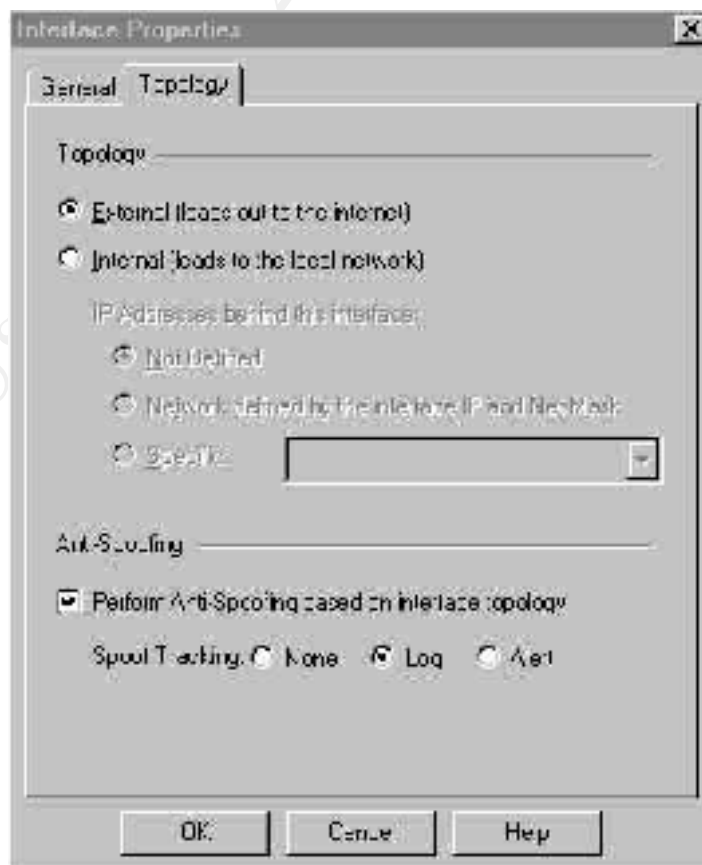 Interface Properties
General Topology
Topology
External (leads out to the internet)
Internal (leads to the local network)
IP Addresses behind this interface:
Not Defined
Network defined by the interface IP and Net Mask
Specific:
Anti-Spoofing
Perform Anti-Spoofing based on interface topology
Spoof Tracking: None Log Alert
OK Cancel Help